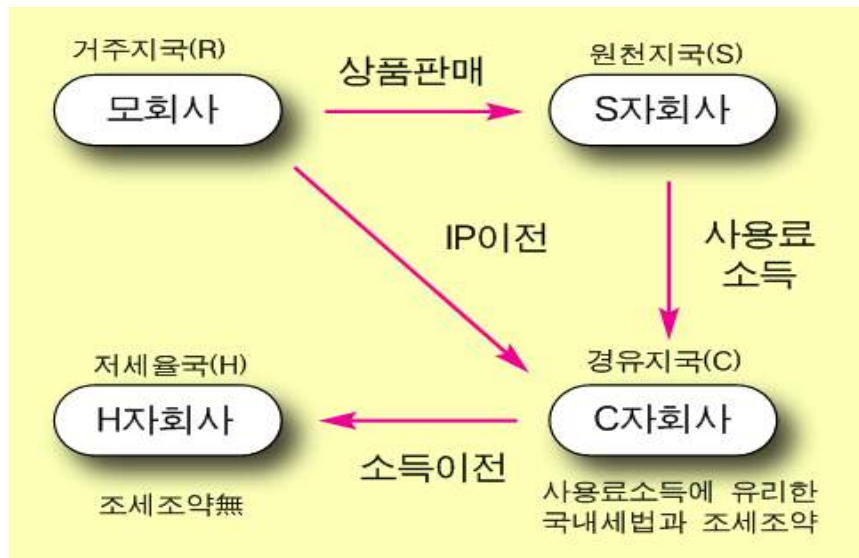 거주지국(R)
모회사
상품판매
원천지국(S)
S자회사
IP이전
사용료
소득
저세율국(H)
H자회사
조세조약無
소득이전
경유지국(C)
C자회사
사용료소득에 유리한
국내세법과 조세조약